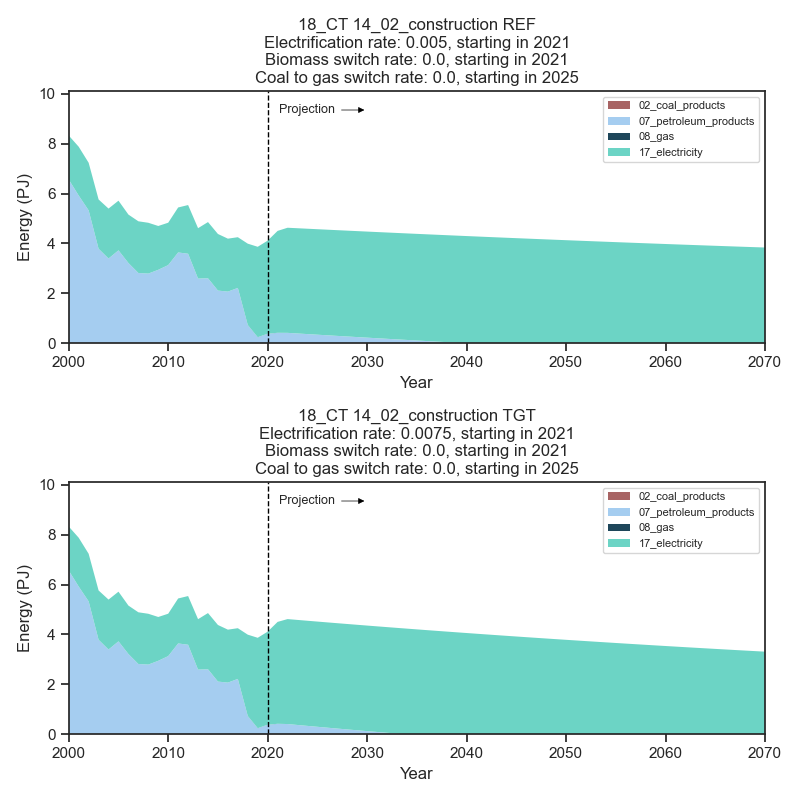 18_CT 14_02_construction REF
Electrification rate: 0.005, starting in 2021
Biomass switch rate: 0.0, starting in 2021
Coal to gas switch rate: 0.0, starting in 2025
10
8
6
4
2
0
Energy (PJ)
Projection
02_coal_products
07_petroleum_products
08_gas
17_electricity
2000 2010 2020 2030 2040 2050 2060 2070
Year
18_CT 14_02_construction TGT
Electrification rate: 0.0075, starting in 2021
Biomass switch rate: 0.0, starting in 2021
Coal to gas switch rate: 0.0, starting in 2025
10
8
6
4
2
0
Energy (PJ)
Projection
02_coal_products
07_petroleum_products
08_gas
17_electricity
2000 2010 2020 2030 2040 2050 2060 2070
Year